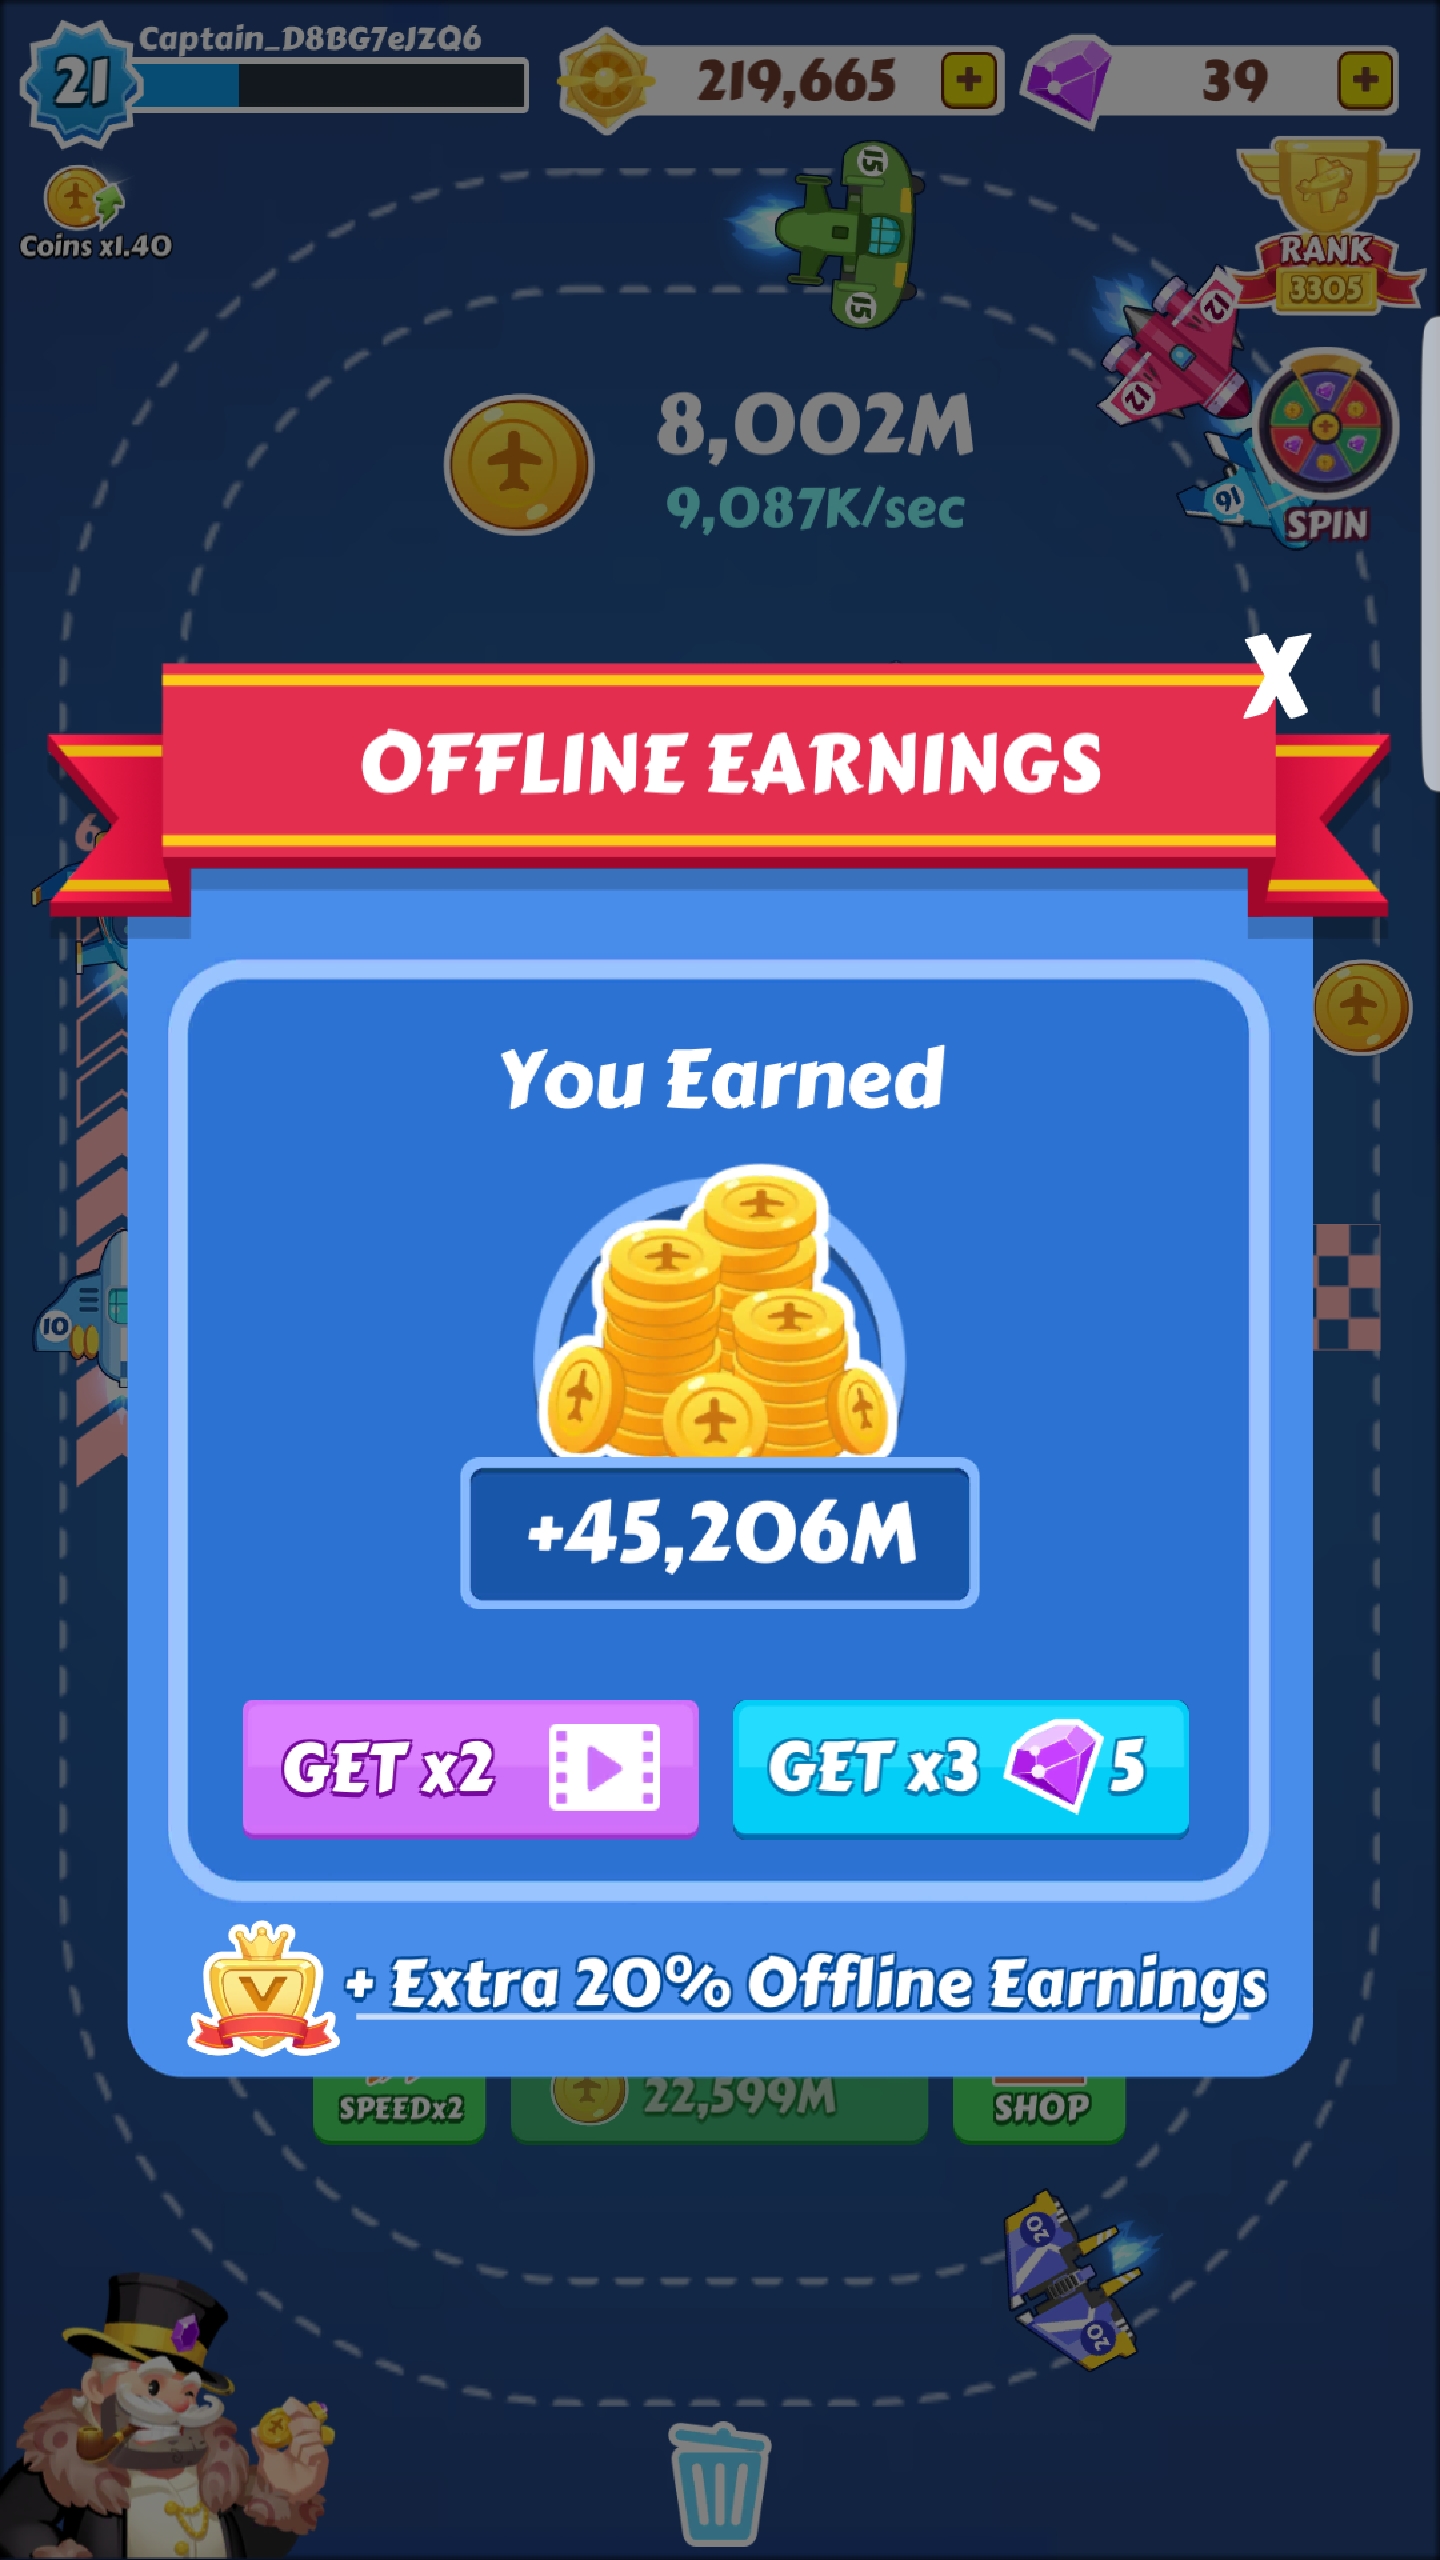 Captain_D8BG7eJZQ6
21
219,665
+
39
+
Coins x1.40
15
15
RANK
3305
12
12
8,002M
9,087K/sec
16
SPIN
X
OFFLINE EARNINGS
6
You Earned
10
+45,206M
GET x2
GET x3 5
V + Extra 20% Offline Earnings
SPEEDx2
22,599M
SHOP
20
20